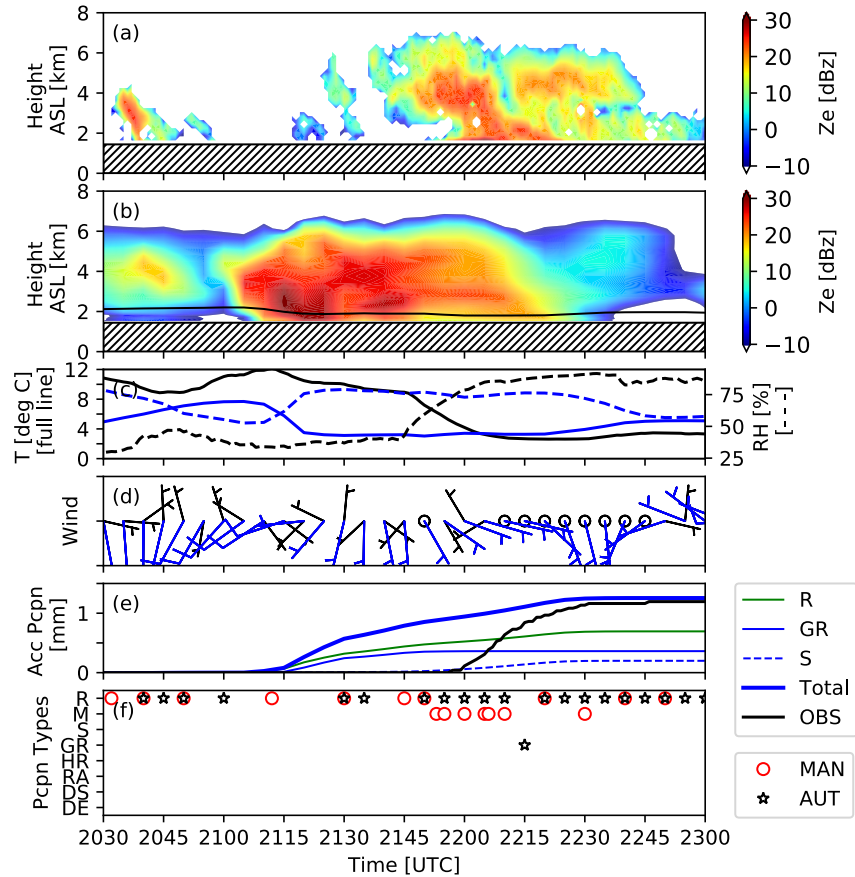 (a)
8
6
4
2
0
Height
ASL [km]
30
20
10
0
−10
Ze [dBz]
(b)
8
6
4
2
0
Height
ASL [km]
30
20
10
0
−10
Ze [dBz]
(c)
12
8
4
0
T [deg C]
[full line]
75
50
25
RH [%]
[- - -]
(d)
Wind
(e)
1
0
Acc Pcpn
[mm]
R
GR
S
Total
OBS
(f)
R
M
S
GR
HR
RA
DS
DE
Pcpn Types
MAN
AUT
2030 2045 2100 2115 2130 2145 2200 2215 2230 2245 2300
Time [UTC]